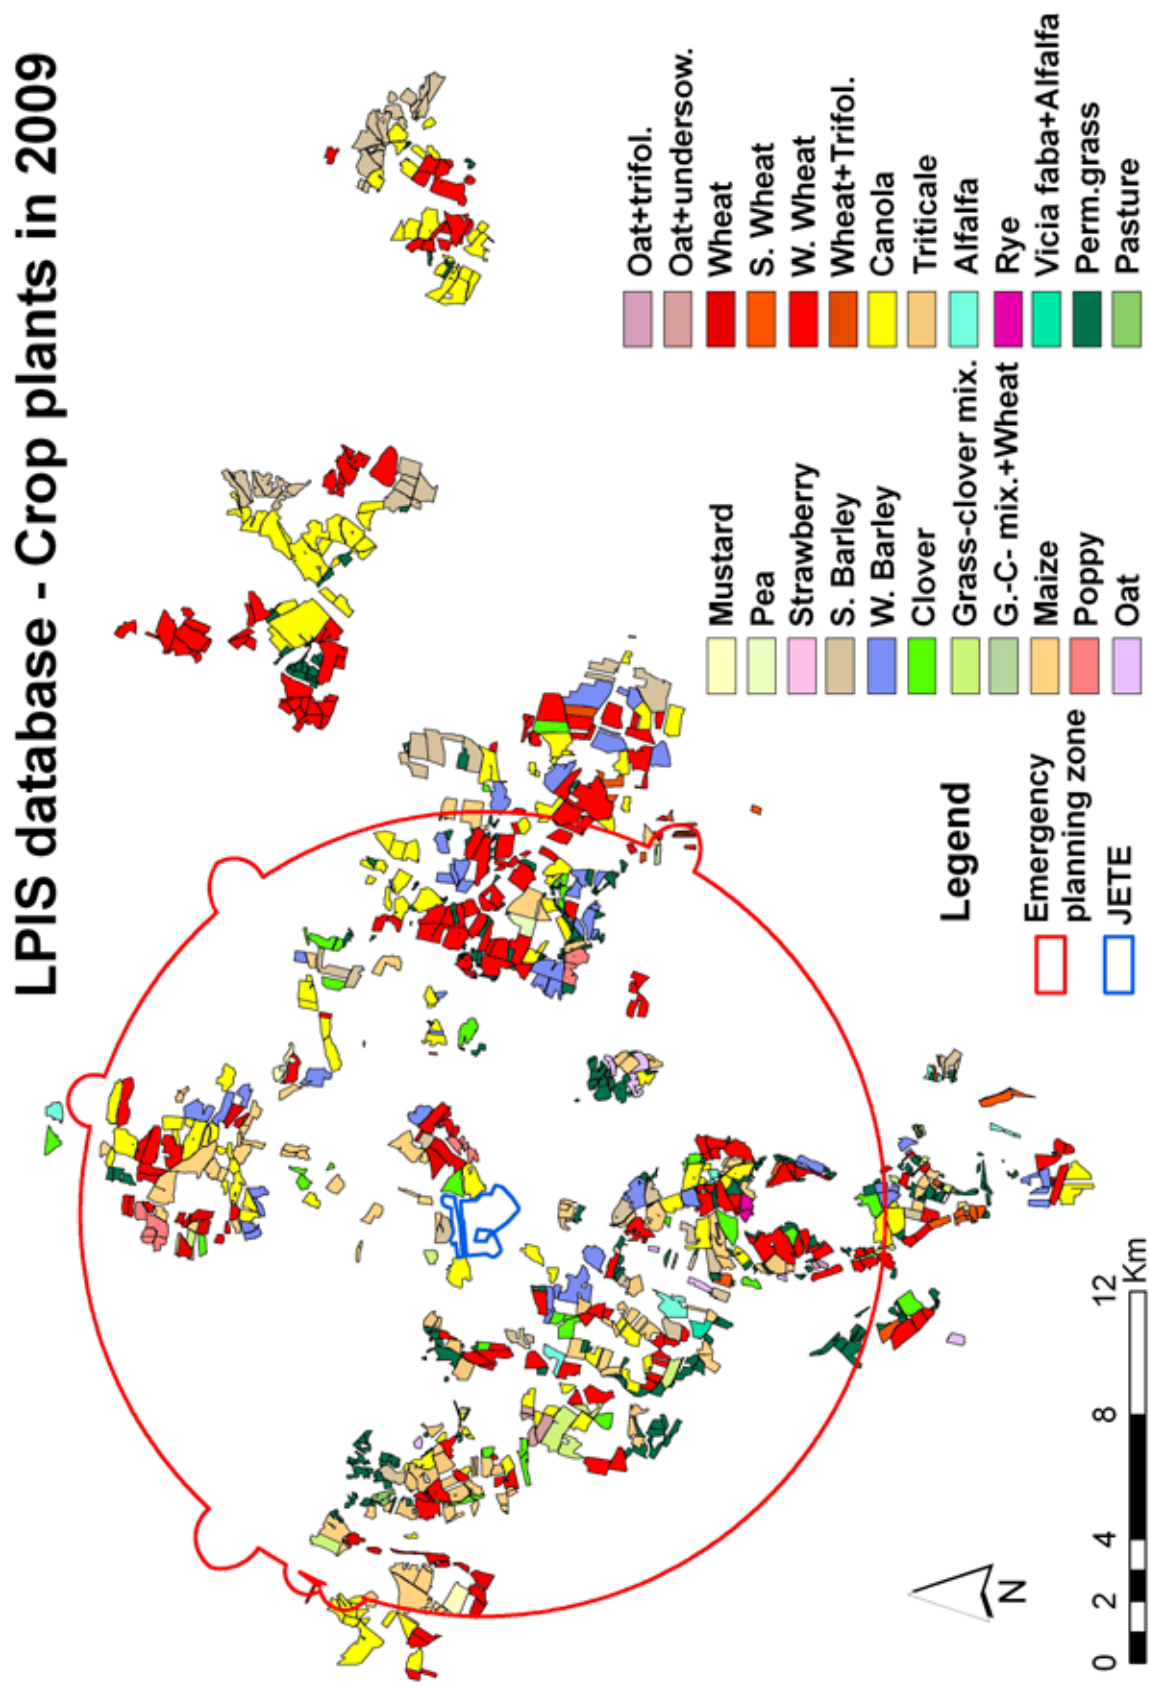 LPIS database - Crop plants in 2009
Legend
Emergency
planning zone
JETE
Mustard
Pea
Strawberry
S. Barley
W. Barley
Clover
Grass-clover mix.
G.-C- mix.+Wheat
Maize
Poppy
Oat
Oat+trifol.
Oat+undersow.
Wheat
S. Wheat
W. Wheat
Wheat+Trifol.
Canola
Triticale
Alfalfa
Rye
Vicia faba+Alfalfa
Perm.grass
Pasture
N
0 2 4 8 12
Km